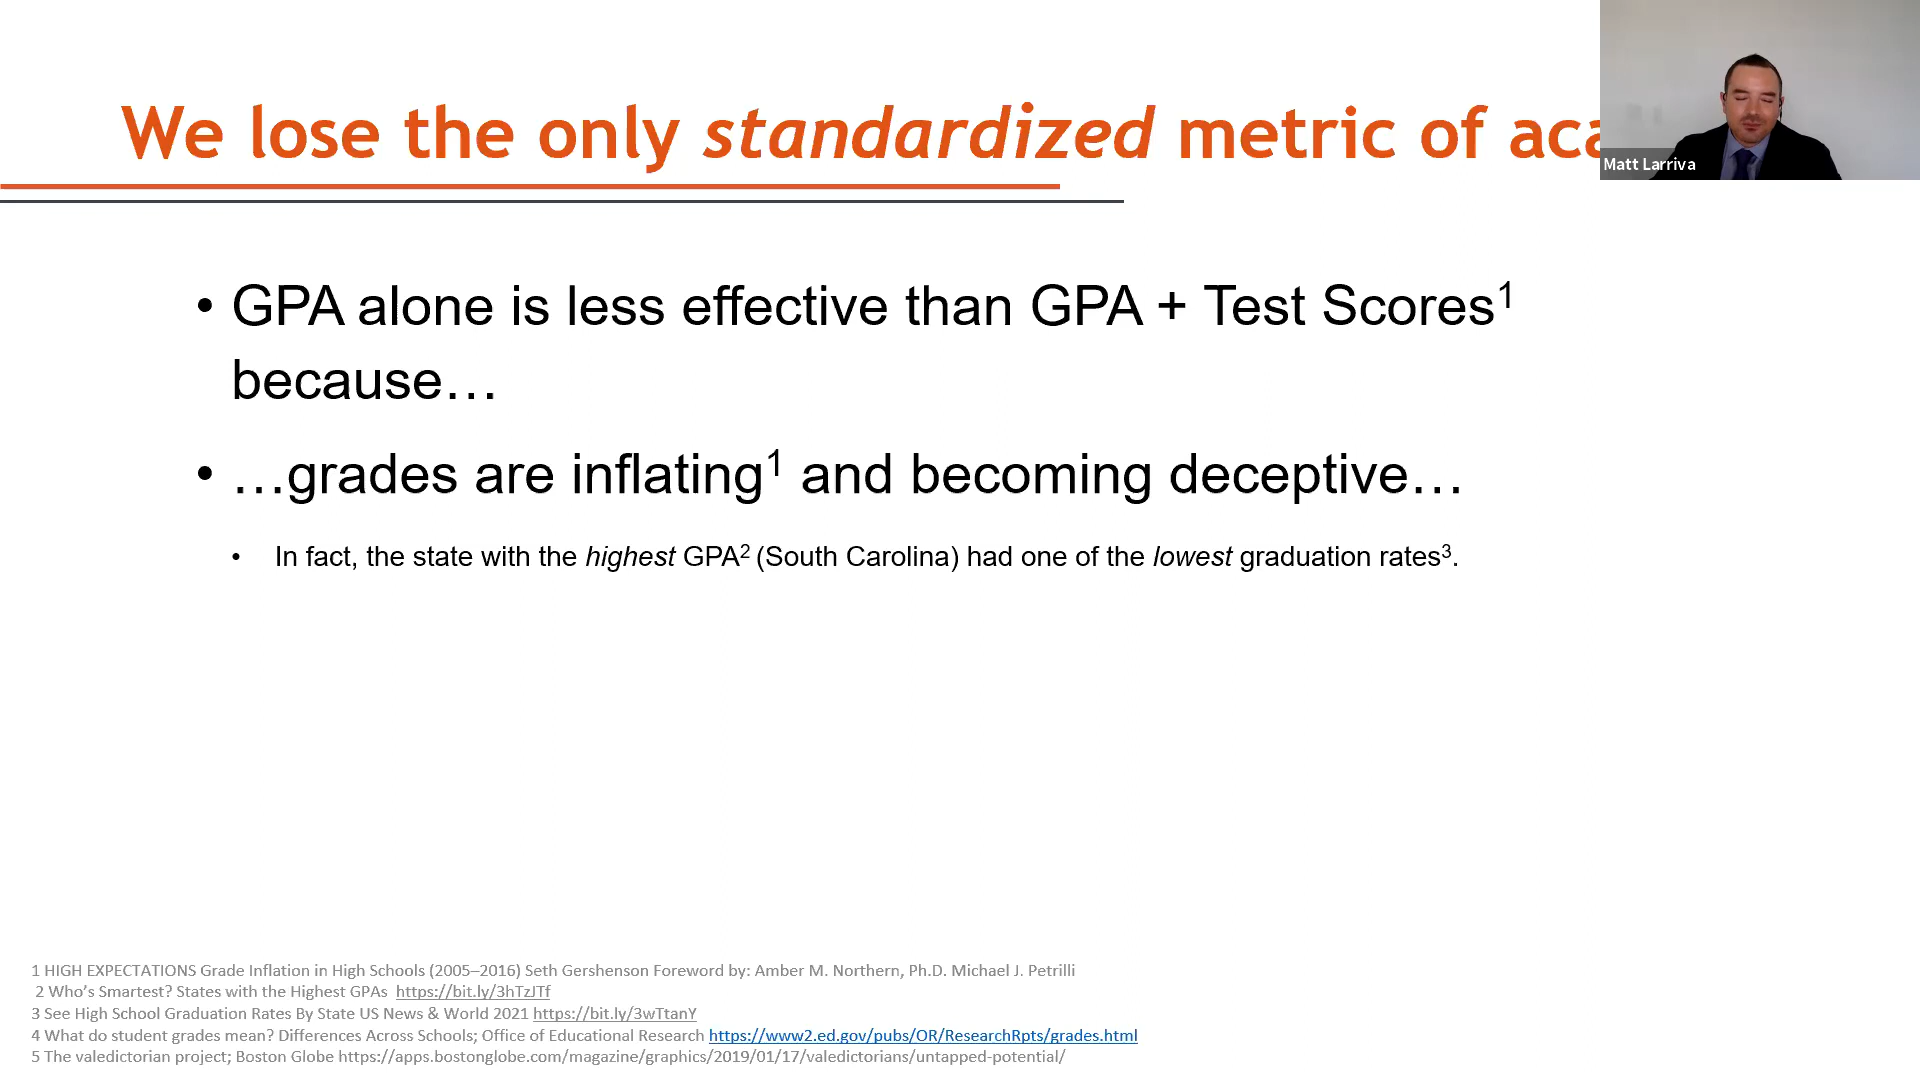 We lose the only standardized metric of aca
Matt Larriva
• GPA alone is less effective than GPA + Test Scores¹
because…
• …grades are inflating¹ and becoming deceptive…
• In fact, the state with the highest GPA² (South Carolina) had one of the lowest graduation rates³.
1 HIGH EXPECTATIONS Grade Inflation in High Schools (2005–2016) Seth Gershenson Foreword by: Amber M. Northern, Ph.D. Michael J. Petrilli
2 Who’s Smartest? States with the Highest GPAs https://bit.ly/3hTzJTf
3 See High School Graduation Rates By State US News & World 2021 https://bit.ly/3wTtanY
4 What do student grades mean? Differences Across Schools; Office of Educational Research https://www2.ed.gov/pubs/OR/ResearchRpts/grades.html
5 The valedictorian project; Boston Globe https://apps.bostonglobe.com/magazine/graphics/2019/01/17/valedictorians/untapped-potential/